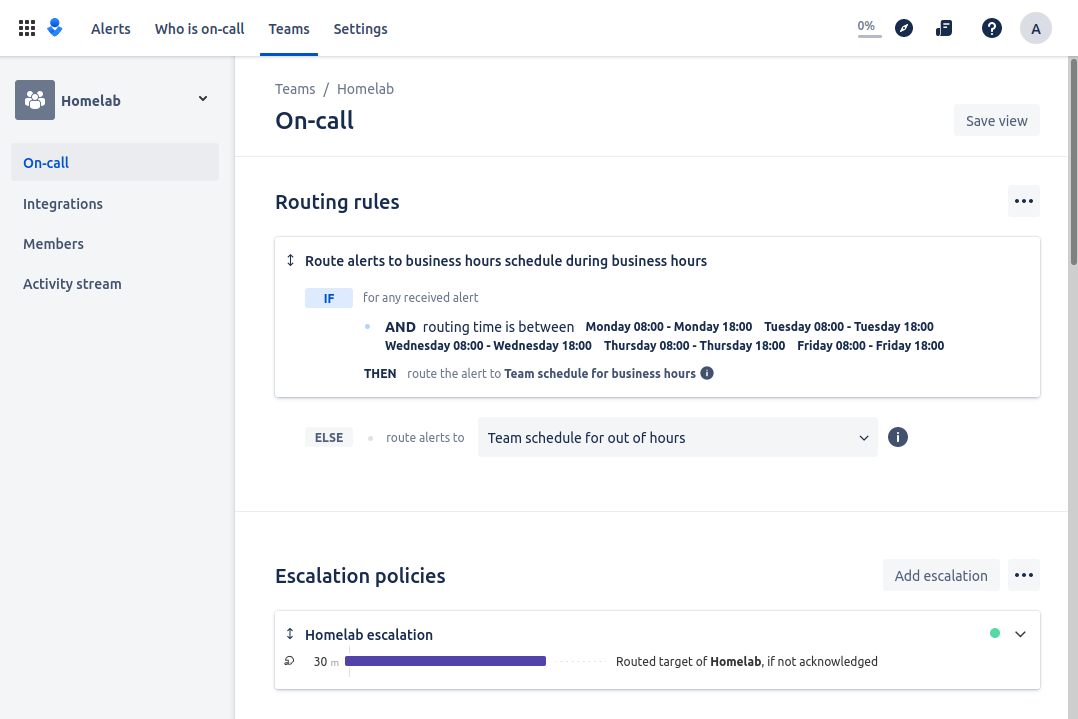 Alerts Who is on-call Teams Settings 0% ? A
Homelab
On-call
Integrations
Members
Activity stream
Teams / Homelab
On-call
Save view
Routing rules
Route alerts to business hours schedule during business hours
IF for any received alert
AND routing time is between Monday 08:00 - Monday 18:00 Tuesday 08:00 - Tuesday 18:00
Wednesday 08:00 - Wednesday 18:00 Thursday 08:00 - Thursday 18:00 Friday 08:00 - Friday 18:00
THEN route the alert to Team schedule for business hours i
ELSE route alerts to Team schedule for out of hours i
Escalation policies
Add escalation
Homelab escalation
30 m Routed target of Homelab, if not acknowledged